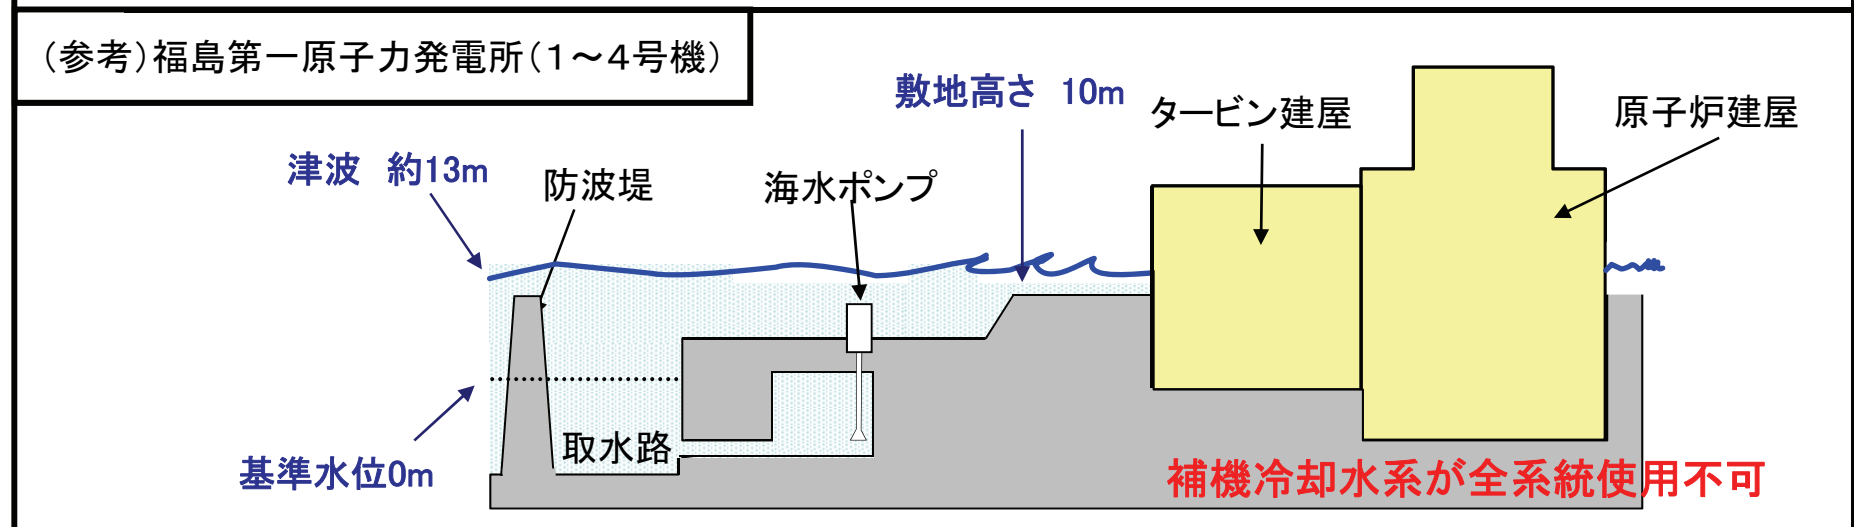 (参考)福島第一原子力発電所(1～4号機)
敷地高さ 10m
タービン建屋
原子炉建屋
津波 約13m
防波堤
海水ポンプ
取水路
基準水位0m
補機冷却水系が全系統使用不可